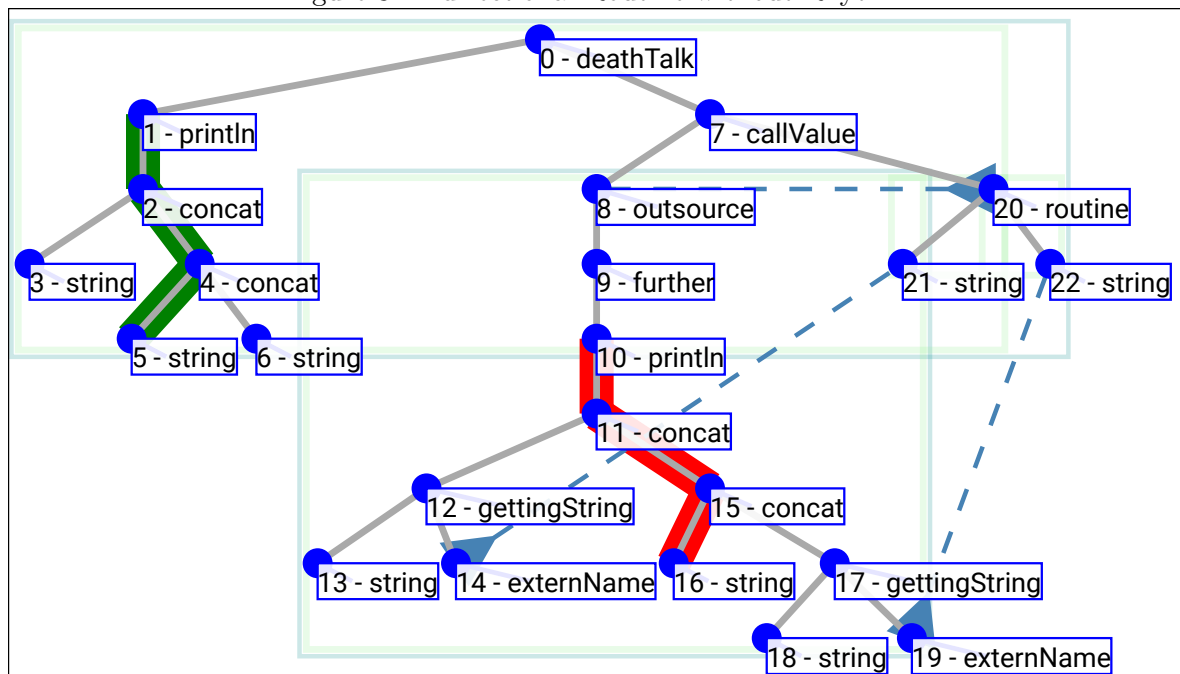 0 - deathTalk
1 - println
7 - callValue
2 - concat
8 - outsource
20 - routine
3 - string
4 - concat
9 - further
21 - string
22 - string
5 - string
6 - string
10 - println
11 - concat
12 - gettingString
15 - concat
13 - string
14 - externName
16 - string
17 - gettingString
18 - string
19 - externName